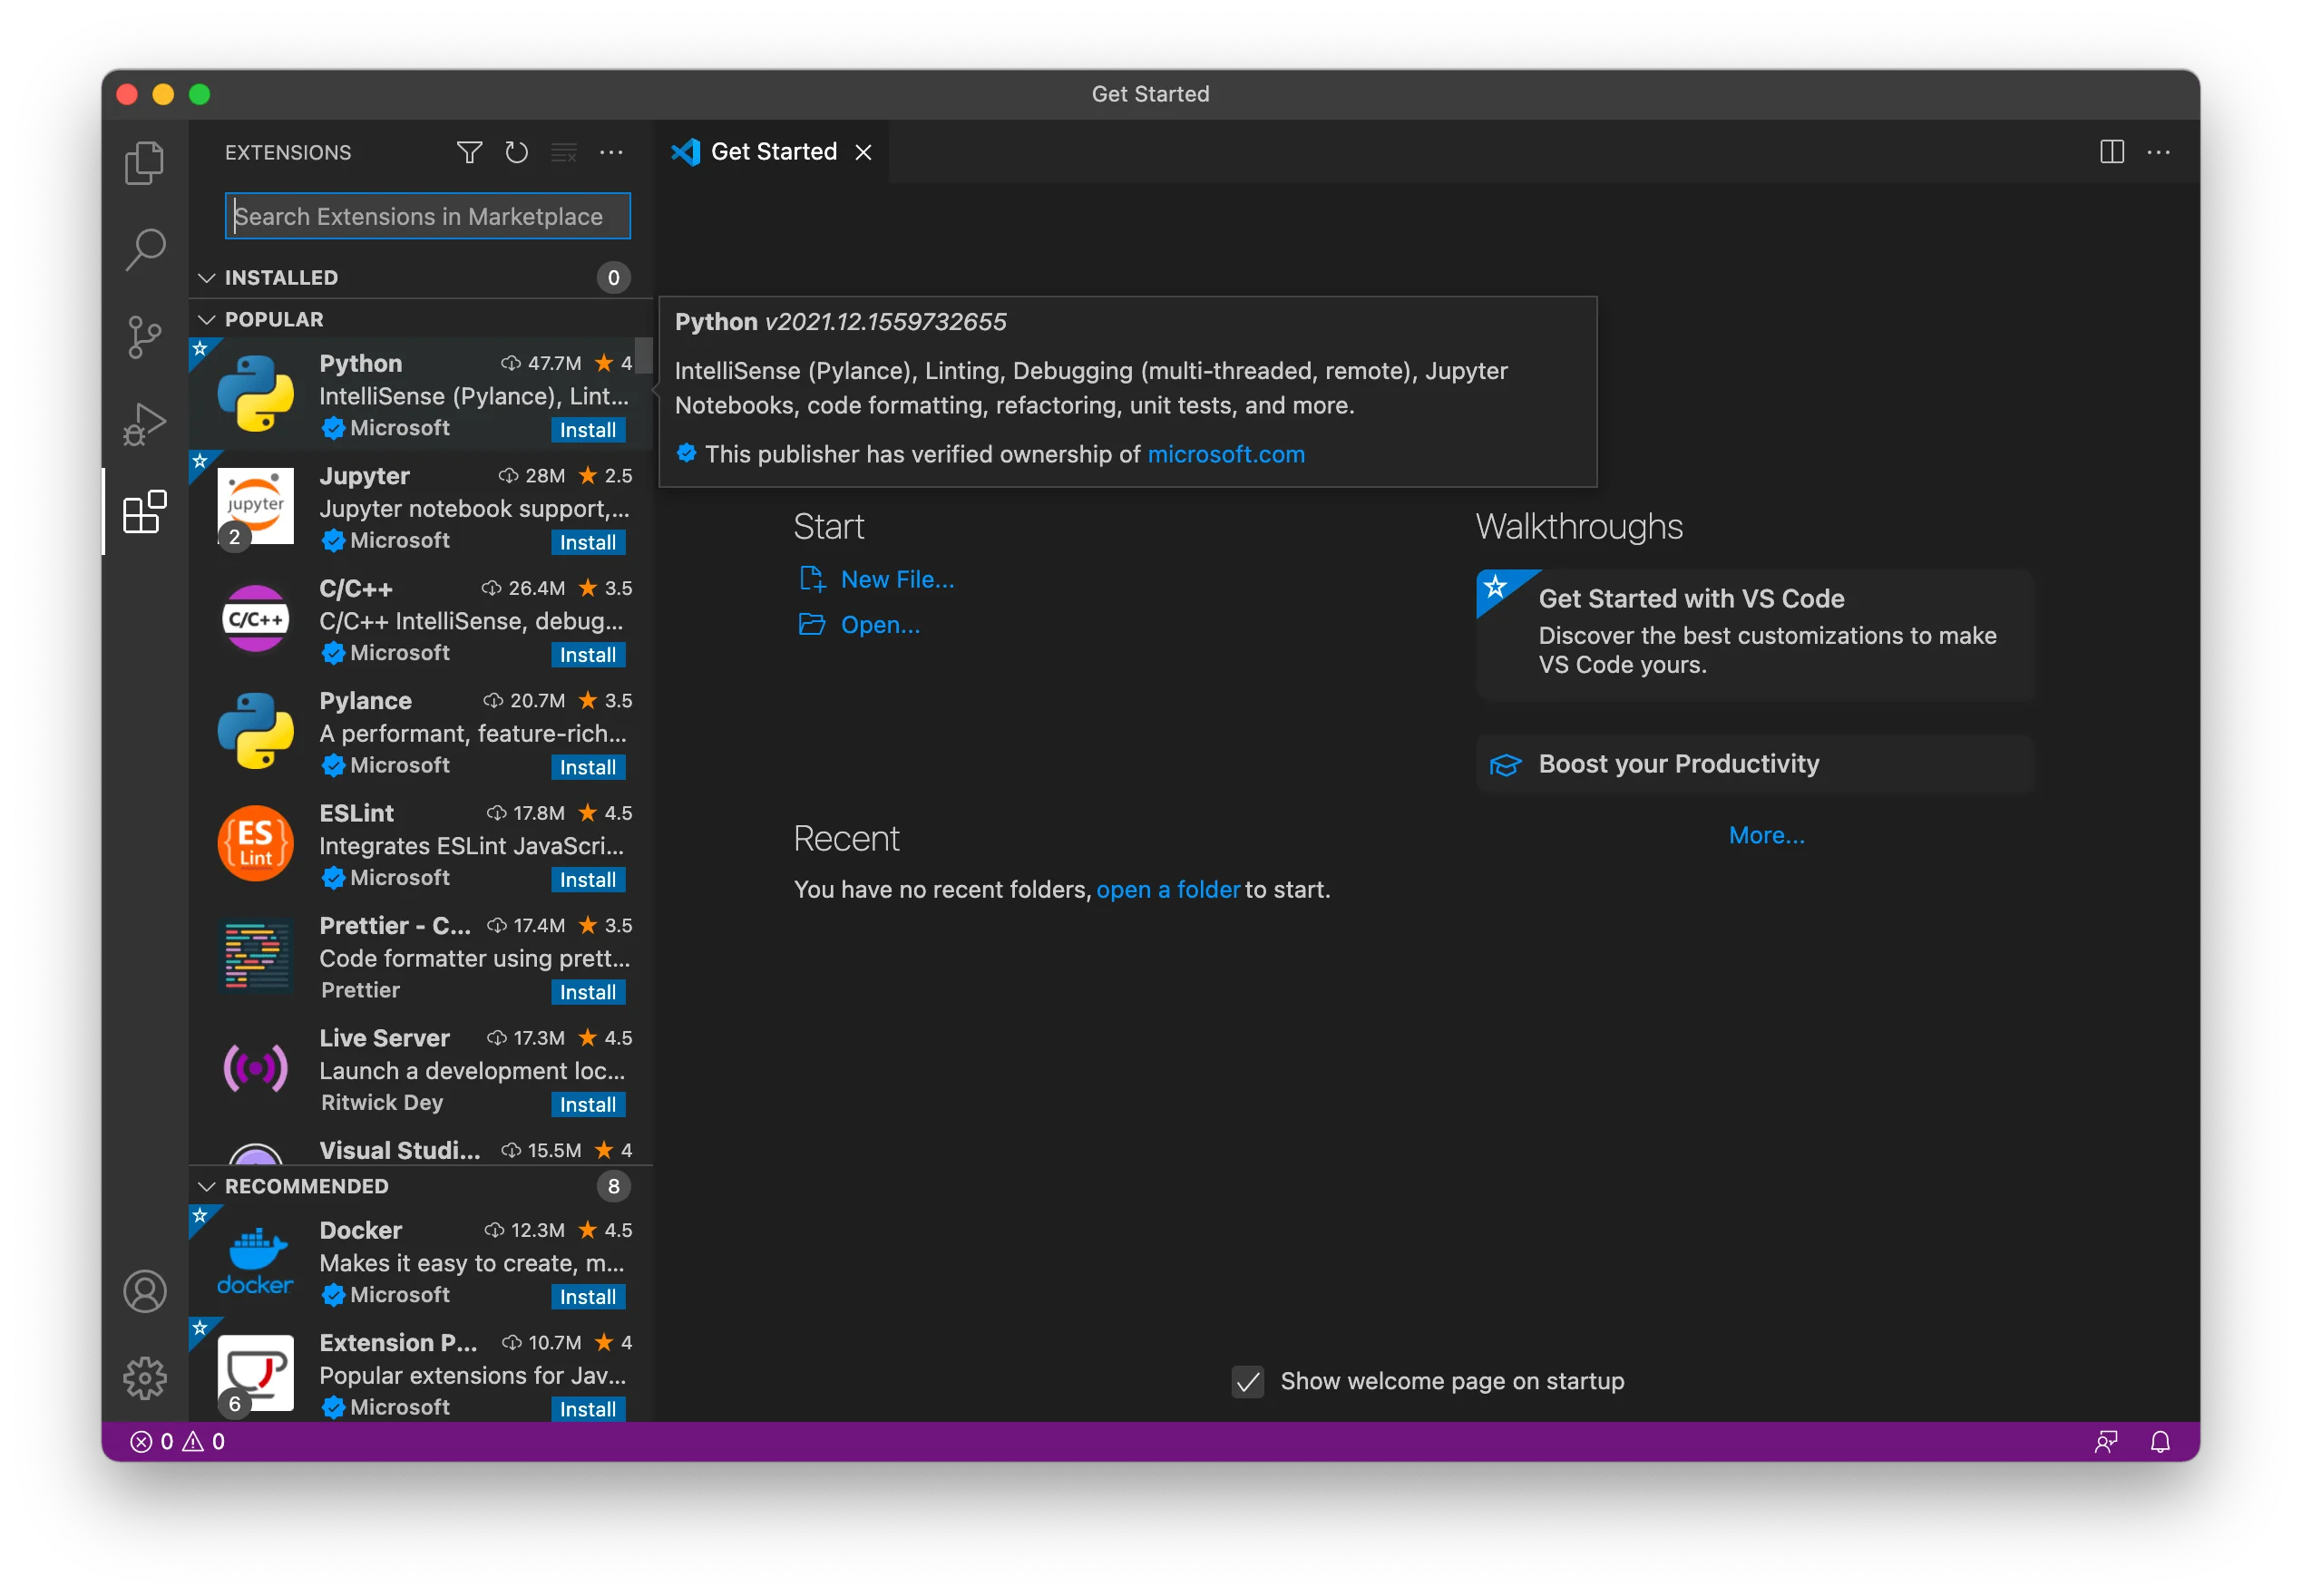 Get Started
EXTENSIONS
Search Extensions in Marketplace
INSTALLED 0
POPULAR
Python 47.7M ★ 4
IntelliSense (Pylance), Lint...
Microsoft Install
jupyter
2
Jupyter 28M ★ 2.5
Jupyter notebook support,...
Microsoft Install
C/C++
C/C++ 26.4M ★ 3.5
C/C++ IntelliSense, debug...
Microsoft Install
Pylance 20.7M ★ 3.5
A performant, feature-rich...
Microsoft Install
ES
Lint
ESLint 17.8M ★ 4.5
Integrates ESLint JavaScri...
Microsoft Install
Prettier - C... 17.4M ★ 3.5
Code formatter using prett...
Prettier Install
Live Server 17.3M ★ 4.5
Launch a development loc...
Ritwick Dey Install
Visual Studi... 15.5M ★ 4
RECOMMENDED 8
docker
Docker 12.3M ★ 4.5
Makes it easy to create, m...
Microsoft Install
6
Extension P... 10.7M ★ 4
Popular extensions for Jav...
Microsoft Install
Get Started
Python v2021.12.1559732655
IntelliSense (Pylance), Linting, Debugging (multi-threaded, remote), Jupyter
Notebooks, code formatting, refactoring, unit tests, and more.
This publisher has verified ownership of microsoft.com
Start
New File...
Open...
Recent
You have no recent folders, open a folder to start.
Walkthroughs
Get Started with VS Code
Discover the best customizations to make
VS Code yours.
Boost your Productivity
More...
Show welcome page on startup
0 0